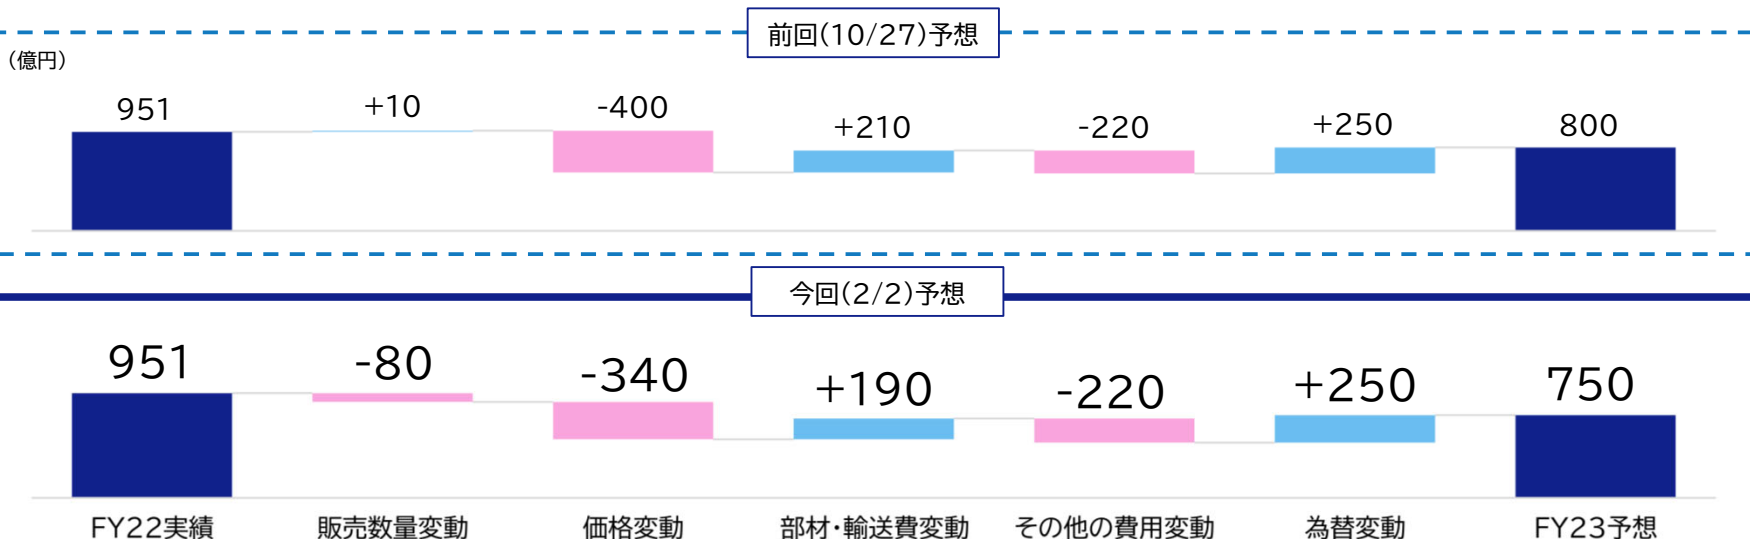 前回(10/27)予想
(億円)
951 +10 -400 +210 -220 +250 800
今回(2/2)予想
951 -80 -340 +190 -220 +250 750
FY22実績 販売数量変動 価格変動 部材・輸送費変動 その他の費用変動 為替変動 FY23予想